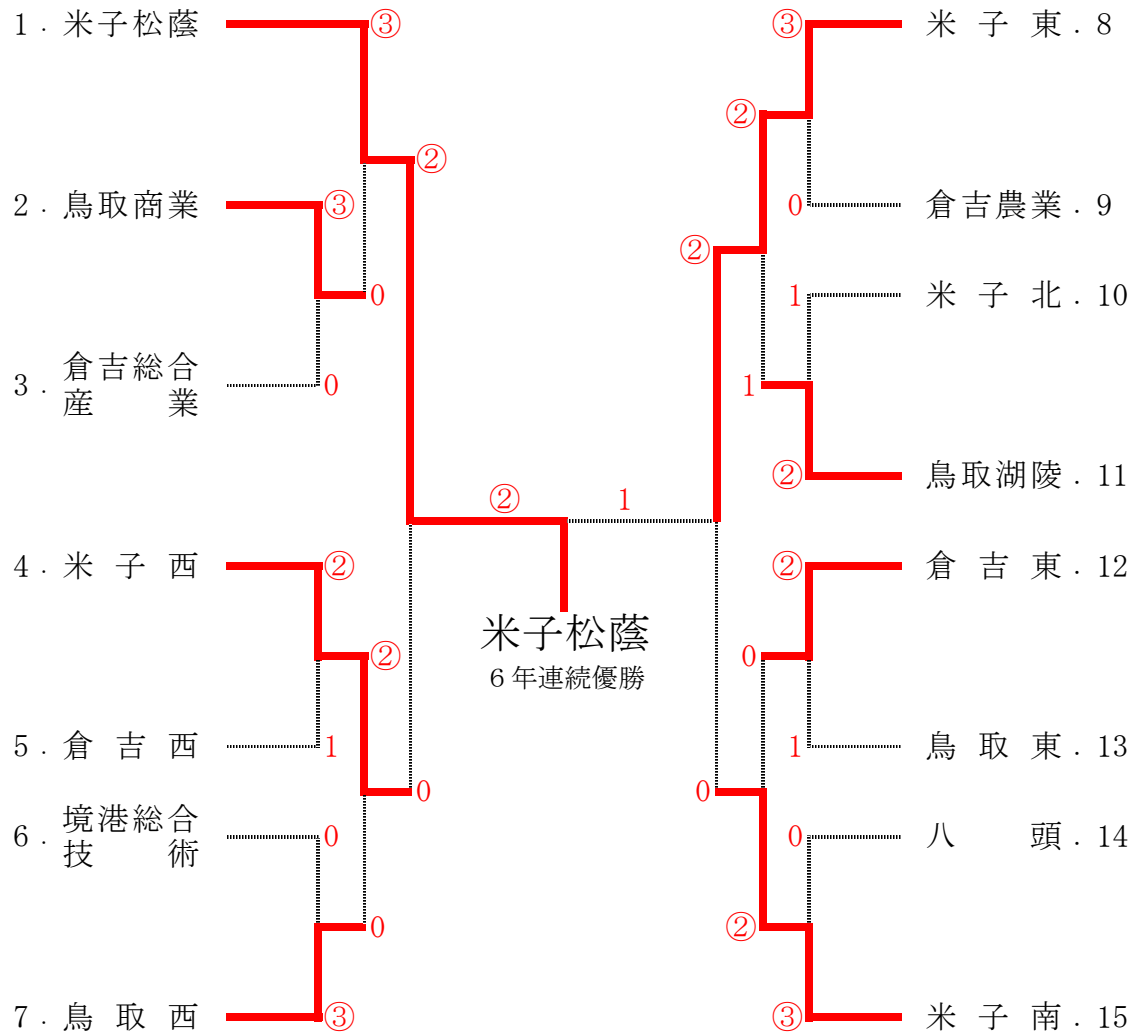 1. 米子松蔭 ③
③ 米子東. 8
②
②
2. 鳥取商業 ③
0 倉吉農業. 9
②
0
1 米子北. 10
3. 倉吉総合
産業 0
1
② 鳥取湖陵. 11
② 1
4. 米子西 ②
② 倉吉東. 12
米子松蔭
6年連続優勝
②
0
5. 倉吉西 1
1 鳥取東. 13
0
0
6. 境港総合
技術 0
0 八頭. 14
0
②
7. 鳥取西 ③
③ 米子南. 15